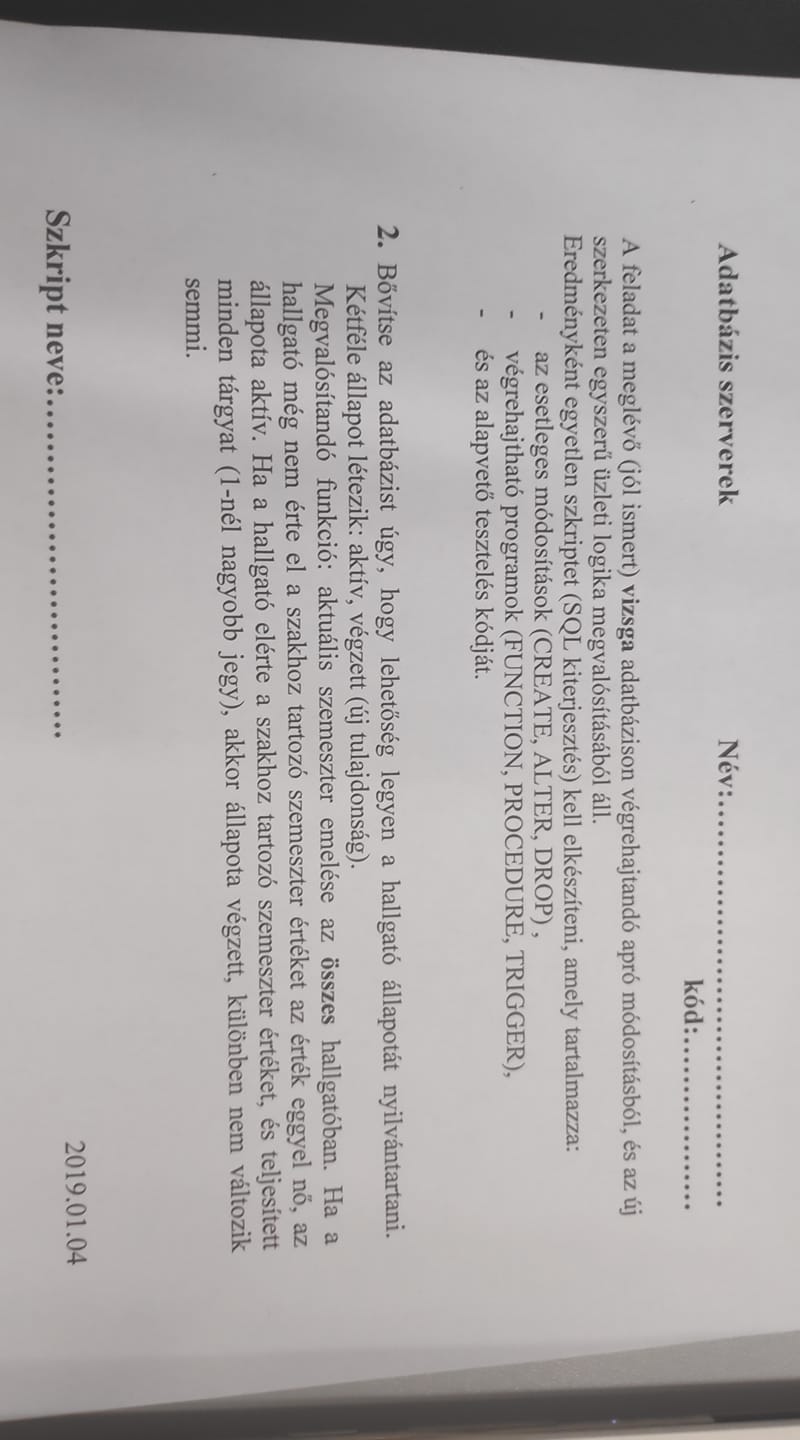 Adatbázis szerverek
Név:..........................................
kód:...................
A feladat a meglévő (jól ismert) vizsga adatbázison végrehajtandó apró módosításból, és az új
szerkezeten egyszerű üzleti logika megvalósításából áll.
Eredményként egyetlen szkriptet (SQL kiterjesztés) kell elkészíteni, amely tartalmazza:
- az esetleges módosítások (CREATE, ALTER, DROP) ,
- végrehajtható programok (FUNCTION, PROCEDURE, TRIGGER),
- és az alapvető tesztelés kódját.
2. Bővítse az adatbázist úgy, hogy lehetőség legyen a hallgató állapotát nyilvántartani.
Kétféle állapot létezik: aktív, végzett (új tulajdonság).
Megvalósítandó funkció: aktuális szemeszter emelése az összes hallgatóban. Ha a
hallgató még nem érte el a szakhoz tartozó szemeszter értéket az érték eggyel nő, az
állapota aktív. Ha a hallgató elérte a szakhoz tartozó szemeszter értéket, és teljesített
minden tárgyat (1-nél nagyobb jegy), akkor állapota végzett, különben nem változik
semmi.
2019.01.04
Szkript neve:................................